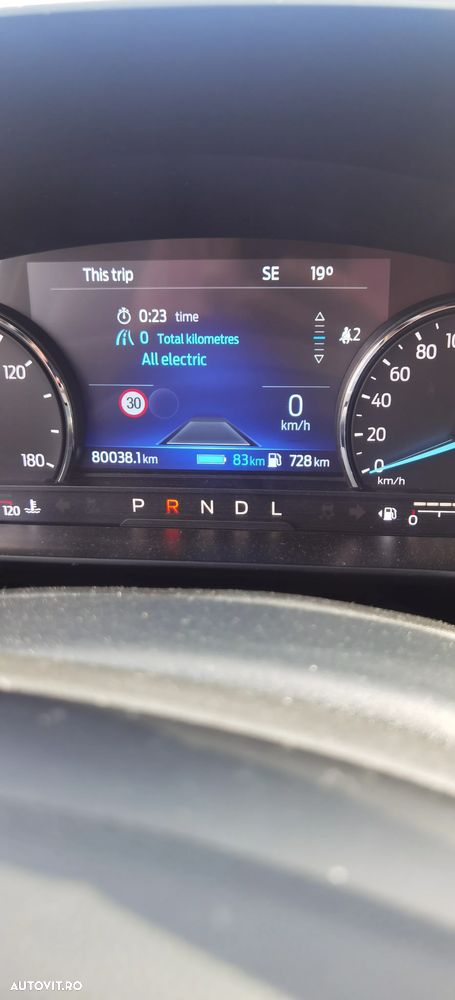 This trip SE 19°
0:23 time
0 Total kilometres
All electric
2
30
0
km/h
80038.1 km 83 km 728 km
120
180
120
P R N D L
100
80
60
40
20
0
km/h
0
AUTOVIT.RO